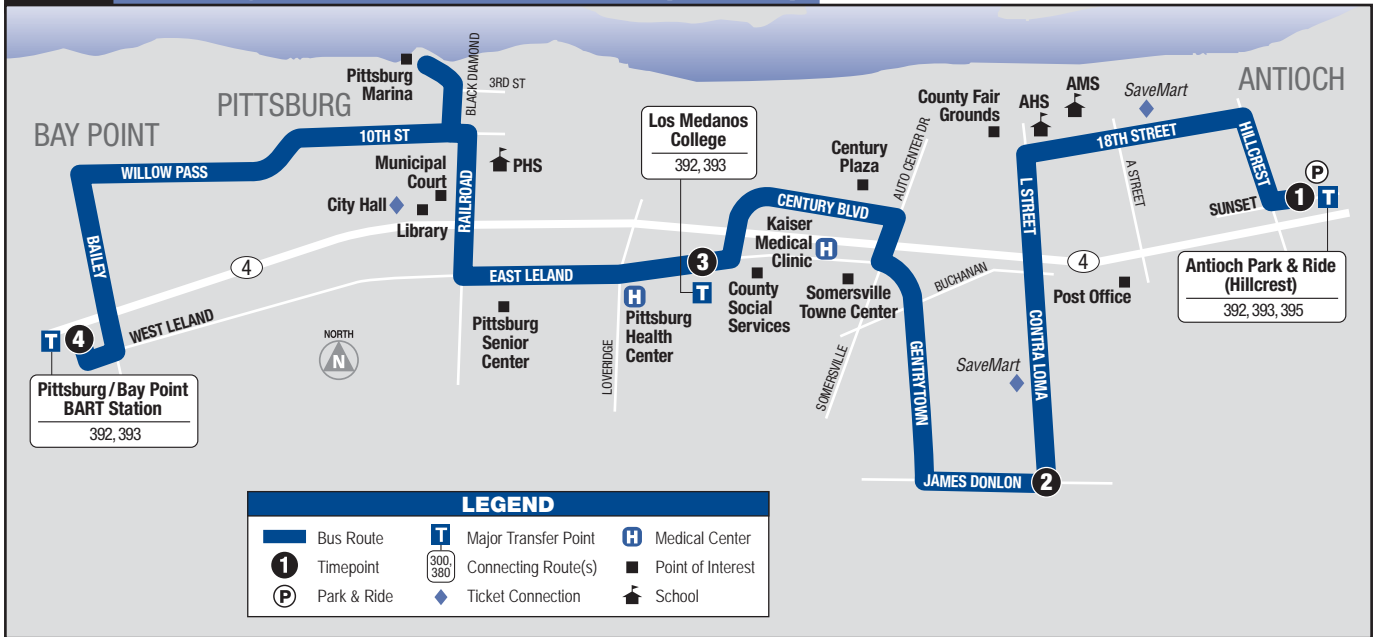 BAY POINT
PITTSBURG
ANTIOCH
Pittsburg
Marina
BLACK DIAMOND
3RD ST
10TH ST
WILLOW PASS
BAILEY
Municipal
Court
City Hall
Library
PHS
RAILROAD
4
WEST LELAND
T
4
Pittsburg/Bay Point
BART Station
392, 393
NORTH
N
EAST LELAND
Pittsburg
Senior
Center
LOVERIDGE
H
Pittsburg
Health
Center
Los Medanos
College
392, 393
3
T
County
Social
Services
CENTURY BLVD
Century
Plaza
AUTO CENTER DR
Kaiser
Medical
Clinic
H
Somersville
Towne Center
SOMERSVILLE
BUCHANAN
GENTRYTOWN
JAMES DONLON
2
CONTRA LOMA
SaveMart
L STREET
County Fair
Grounds
AHS
AMS
SaveMart
18TH STREET
A STREET
4
Post Office
HILLCREST
SUNSET
1
P
T
Antioch Park & Ride
(Hillcrest)
392, 393, 395
LEGEND
Bus Route
T
Major Transfer Point
H
Medical Center
1
Timepoint
300,
380
Connecting Route(s)
Point of Interest
P
Park & Ride
Ticket Connection
School